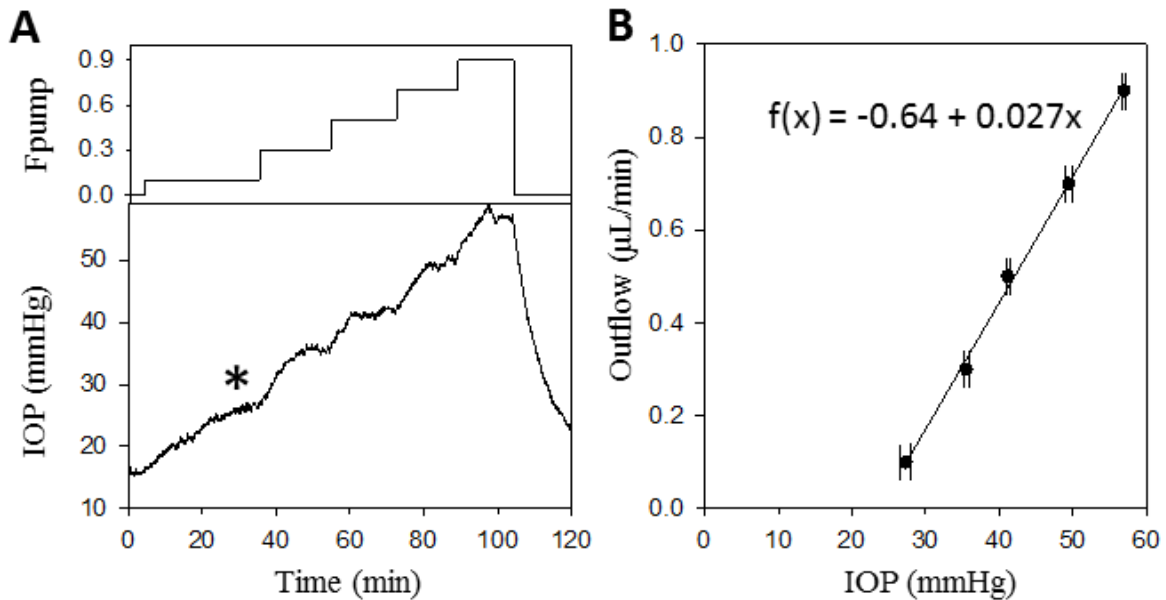 A
Fpump
0.9
0.6
0.3
0.0
IOP (mmHg)
50
40
30
20
10
*
0 20 40 60 80 100 120
Time (min)
B
Outflow (µL/min)
1.0
0.8
0.6
0.4
0.2
0.0
f(x) = -0.64 + 0.027x
0 10 20 30 40 50 60
IOP (mmHg)